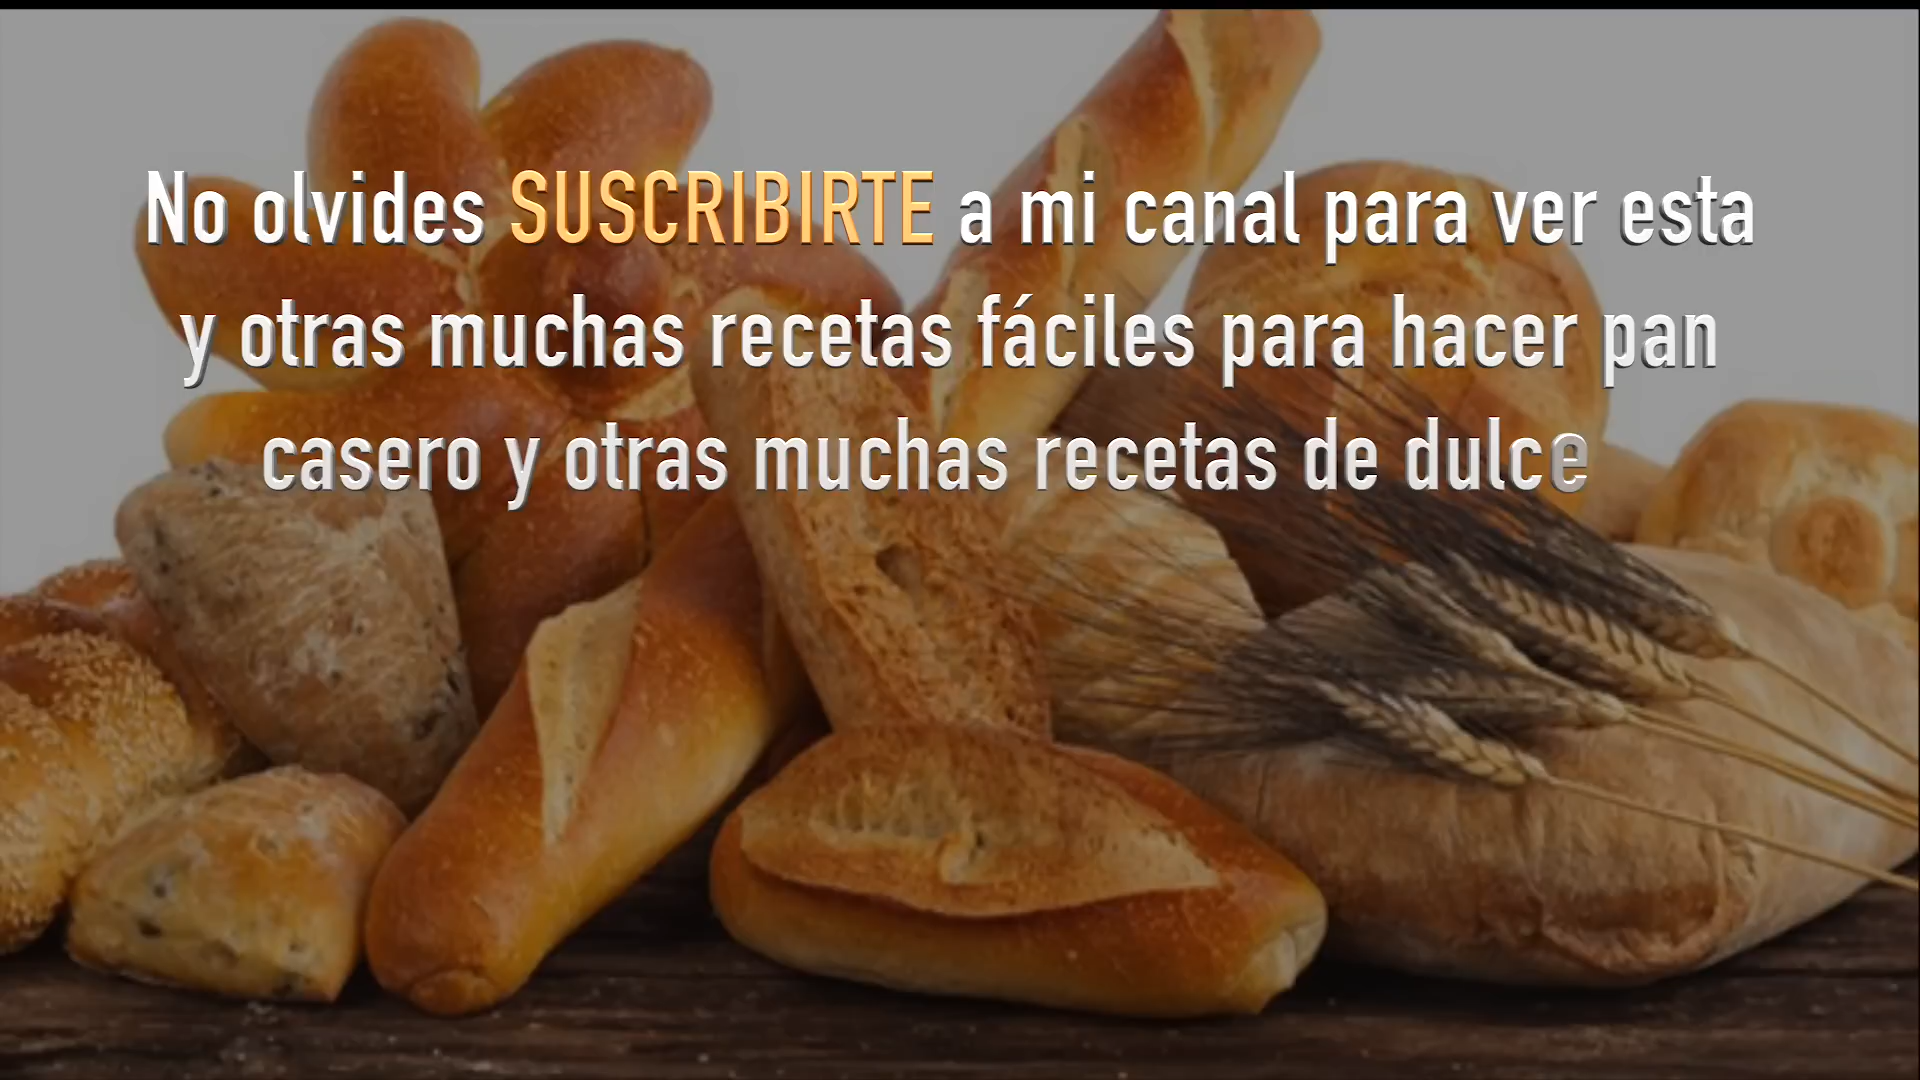 No olvides SUSCRIBIRTE a mi canal para ver esta
y otras muchas recetas fáciles para hacer pan
casero y otras muchas recetas de dulce